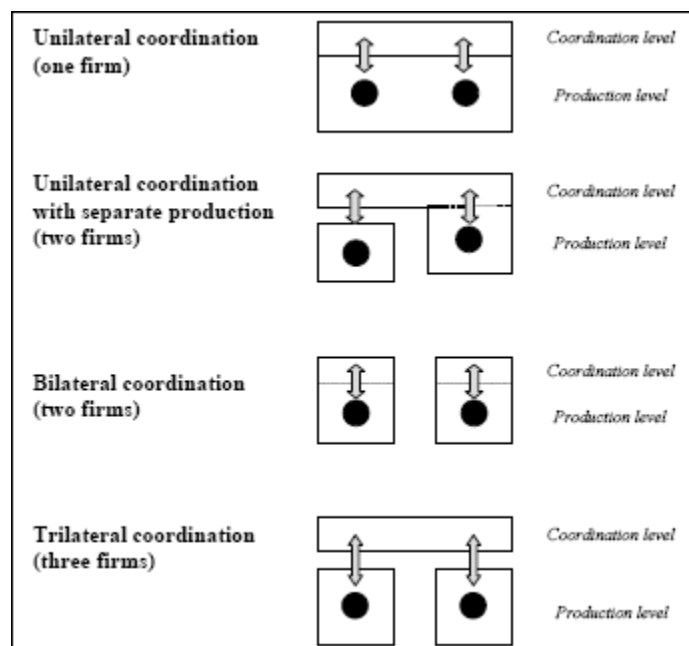 Unilateral coordination
(one firm)
Coordination level
Production level
Unilateral coordination
with separate production
(two firms)
Coordination level
Production level
Bilateral coordination
(two firms)
Coordination level
Production level
Trilateral coordination
(three firms)
Coordination level
Production level